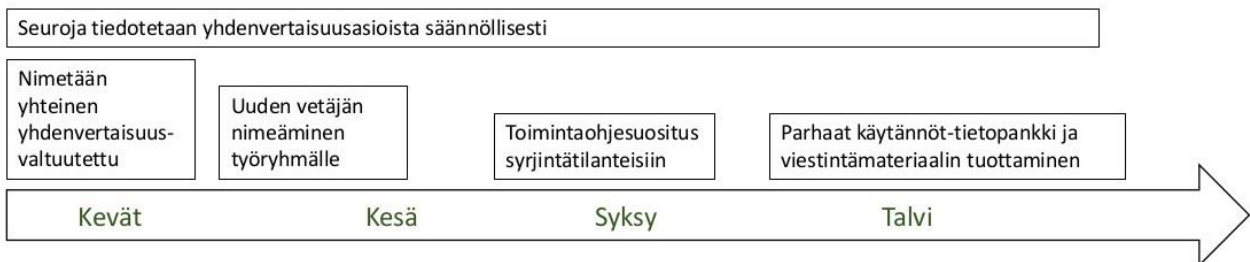 Seuroja tiedotetaan yhdenvertaisuusasioista säännöllisesti
Nimetään
yhteinen
yhdenvertaisuus-
valtuutettu
Uuden vetäjän
nimeäminen
työryhmälle
Toimintaohjesuositus
syrjintätilanteisiin
Parhaat käytännöt-tietopankki ja
viestintämateriaalin tuottaminen
Kevät
Kesä
Syksy
Talvi